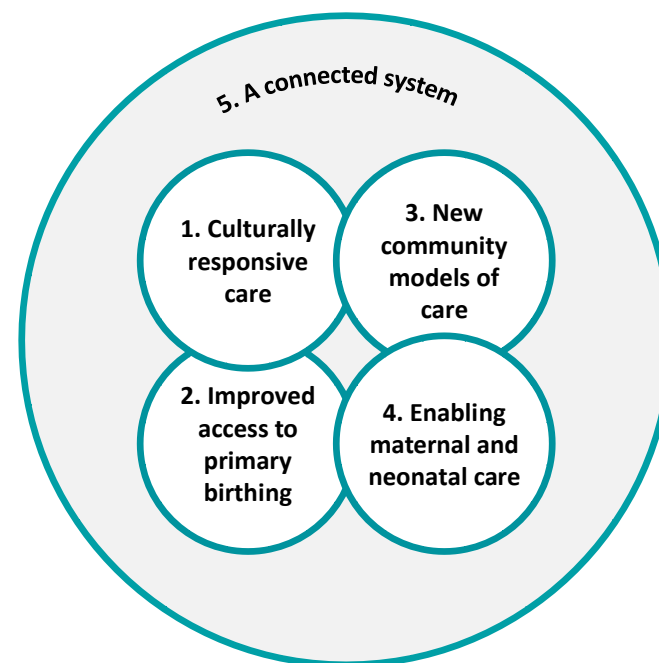 5. A connected system
1. Culturally
responsive
care
3. New
community
models of
care
2. Improved
access to
primary
birthing
4. Enabling
maternal and
neonatal care